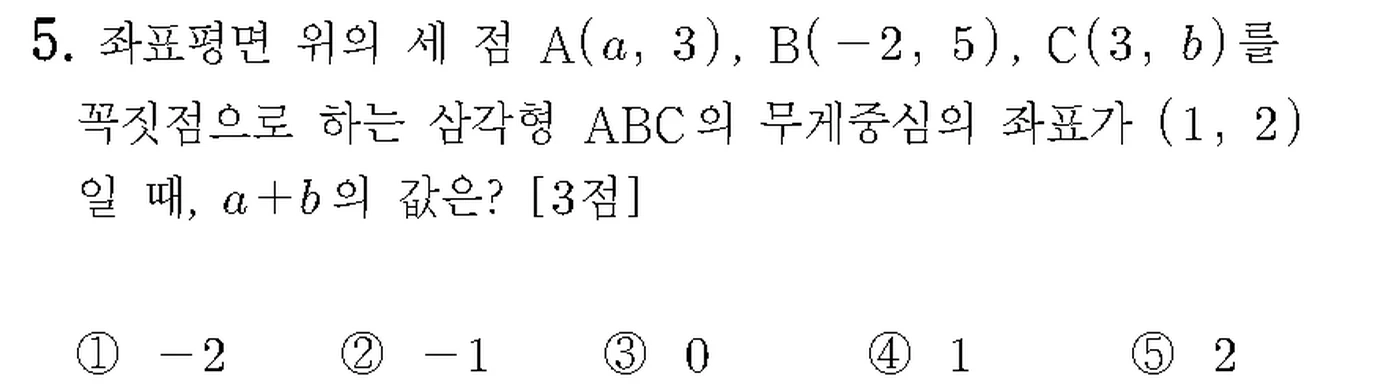 5. 좌표평면 위의 세 점 A(a, 3), B(－2, 5), C(3, b)를
꼭짓점으로 하는 삼각형 ABC의 무게중심의 좌표가 (1, 2)
일 때, a＋b의 값은? [3점]
① －2 ② －1 ③ 0 ④ 1 ⑤ 2